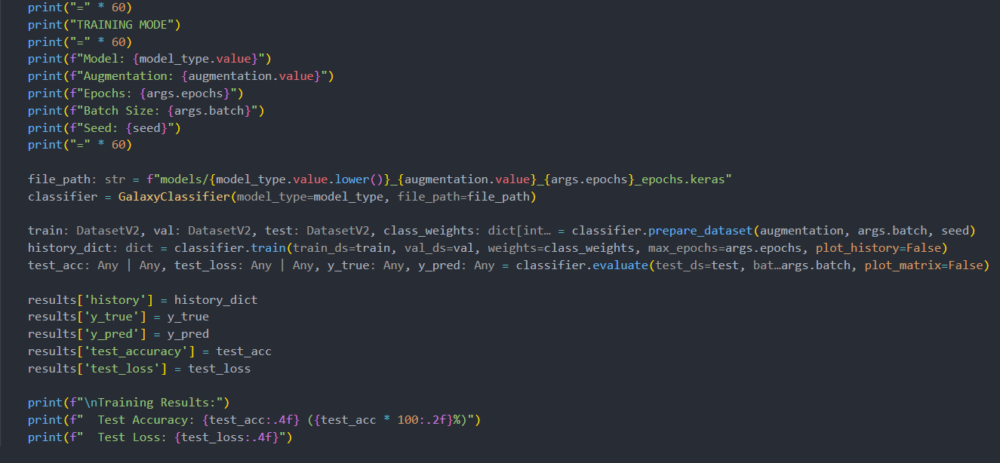 print("=" * 60)
print("TRAINING MODE")
print("=" * 60)
print(f"Model: {model_type.value}")
print(f"Augmentation: {augmentation.value}")
print(f"Epochs: {args.epochs}")
print(f"Batch Size: {args.batch}")
print(f"Seed: {seed}")
print("=" * 60)
file_path: str = f"models/{model_type.value.lower()}_{augmentation.value}_{args.epochs}_epochs.keras"
classifier = GalaxyClassifier(model_type=model_type, file_path=file_path)
train: DatasetV2, val: DatasetV2, test: DatasetV2, class_weights: dict[int… = classifier.prepare_dataset(augmentation, args.batch, seed)
history_dict: dict = classifier.train(train_ds=train, val_ds=val, weights=class_weights, max_epochs=args.epochs, plot_history=False)
test_acc: Any | Any, test_loss: Any | Any, y_true: Any, y_pred: Any = classifier.evaluate(test_ds=test, bat…args.batch, plot_matrix=False)
results['history'] = history_dict
results['y_true'] = y_true
results['y_pred'] = y_pred
results['test_accuracy'] = test_acc
results['test_loss'] = test_loss
print(f"\nTraining Results:")
print(f"  Test Accuracy: {test_acc:.4f} ({test_acc * 100:.2f}%)")
print(f"  Test Loss: {test_loss:.4f}")